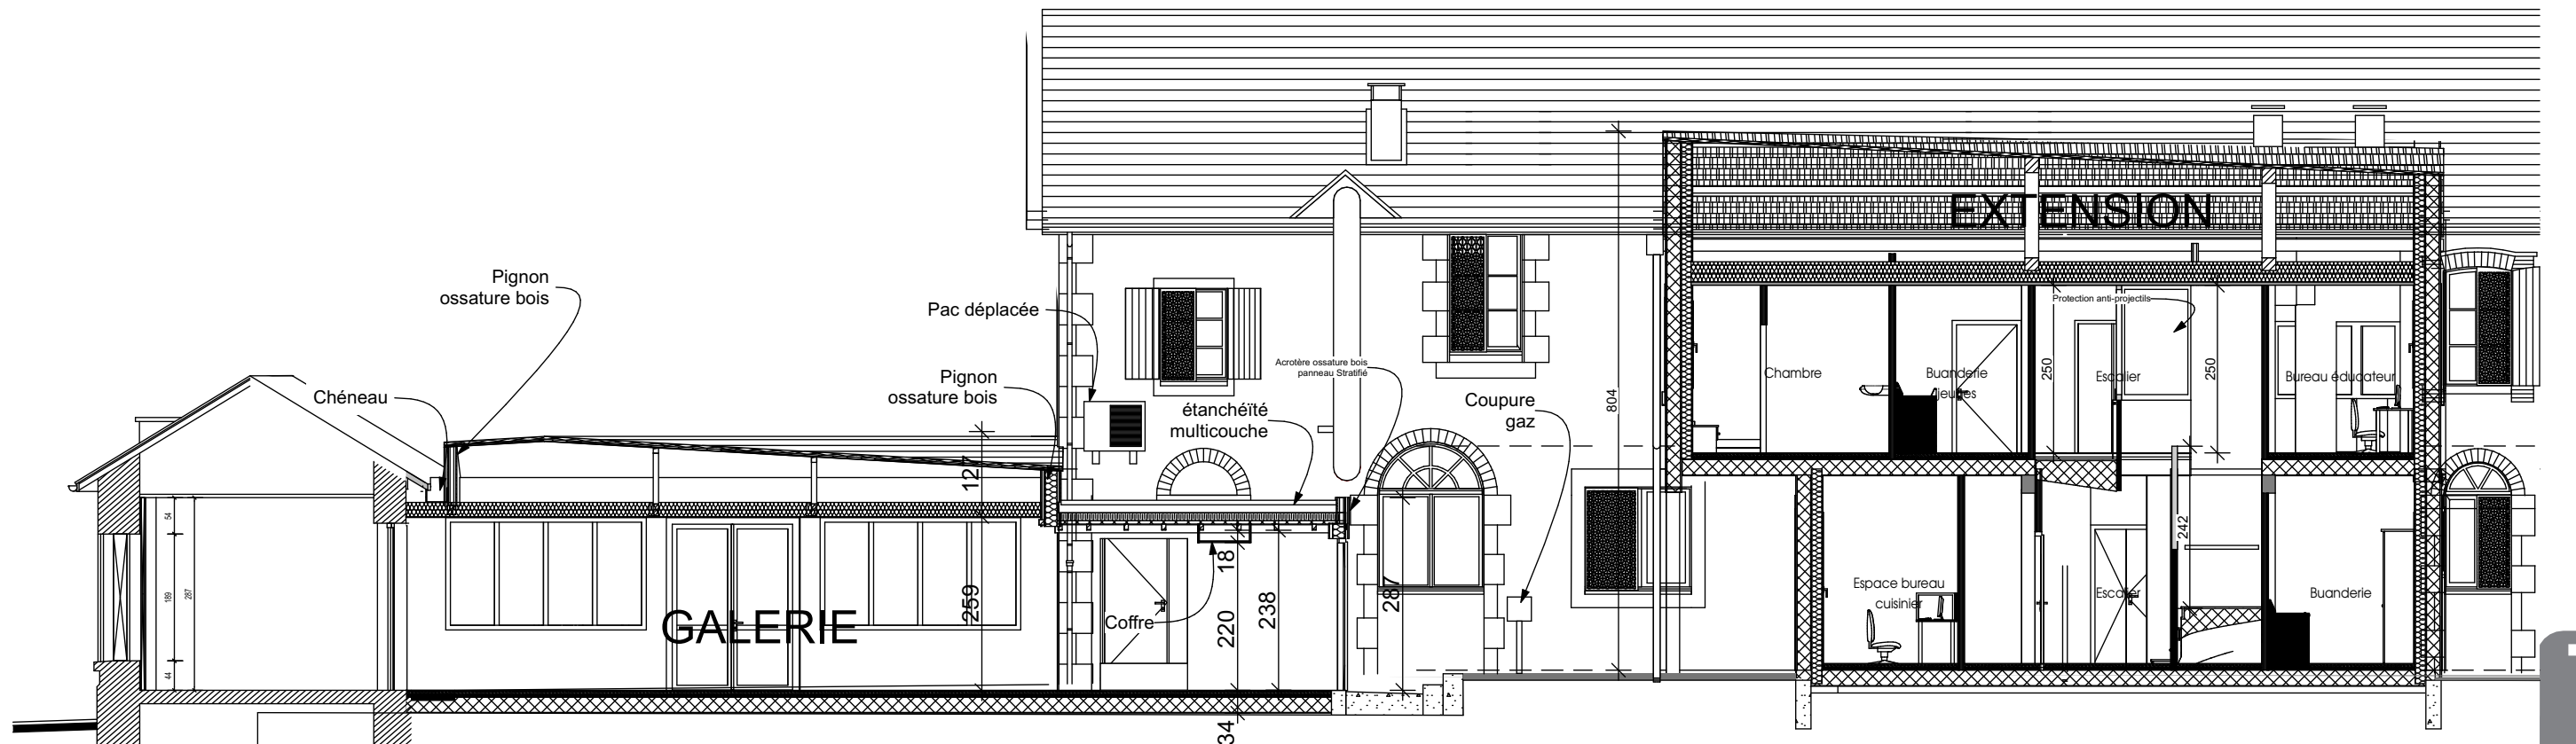 EXTENSION
Pignon
ossature bois
Pac déplacée
Protection anti-projectils
Acrotère ossature bois
panneau Stratifié
Chambre
Buanderie
jeunes
250
Escalier
250
Bureau éducateur
Chéneau
Pignon
ossature bois
étanchéïté
multicouche
Coupure
gaz
804
127
54
189
287
44
259
GALERIE
Coffre
18
220
238
287
34
Espace bureau
cuisinier
Escalier
242
Buanderie